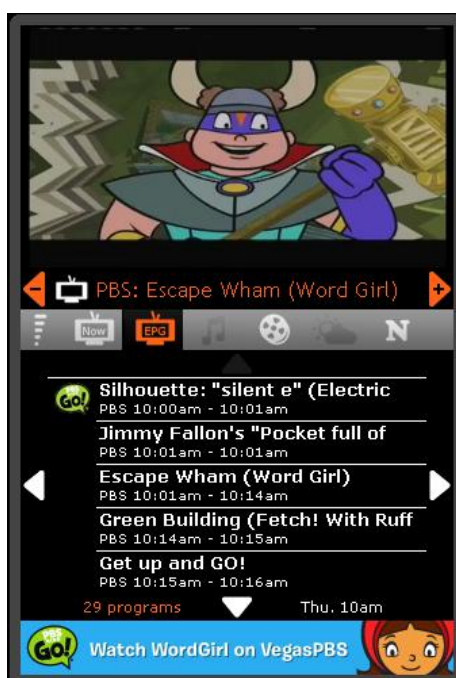 PBS: Escape Wham (Word Girl)
Now
EPG
N
PBS KIDS GO!
Silhouette: "silent e" (Electric
PBS 10:00am - 10:01am
Jimmy Fallon's "Pocket full of
PBS 10:01am - 10:01am
Escape Wham (Word Girl)
PBS 10:01am - 10:14am
Green Building (Fetch! With Ruff
PBS 10:14am - 10:15am
Get up and GO!
PBS 10:15am - 10:16am
29 programs Thu. 10am
PBS KIDS GO! Watch WordGirl on VegasPBS